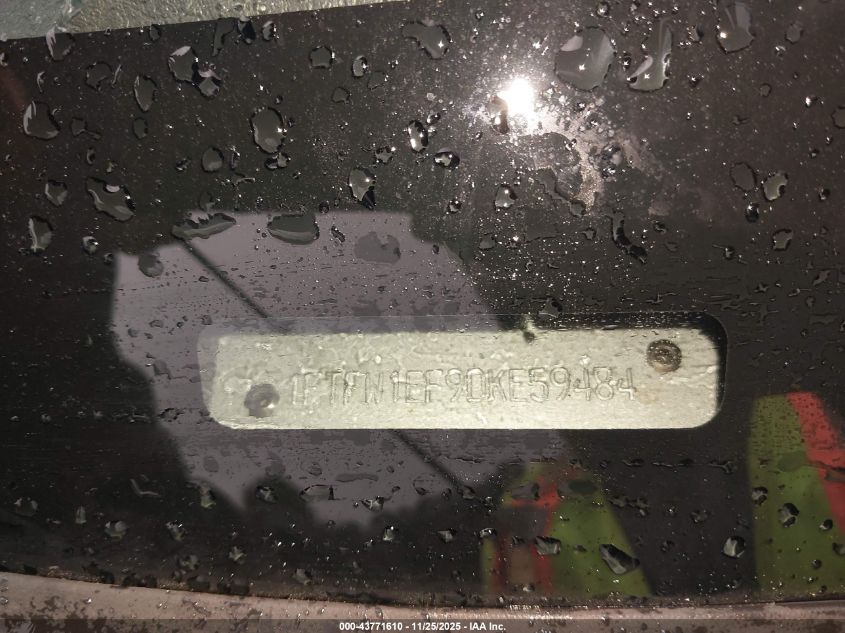 1FTFW1EF9DKE59484
000-43771610 - 11/25/2025 - IAA Inc.